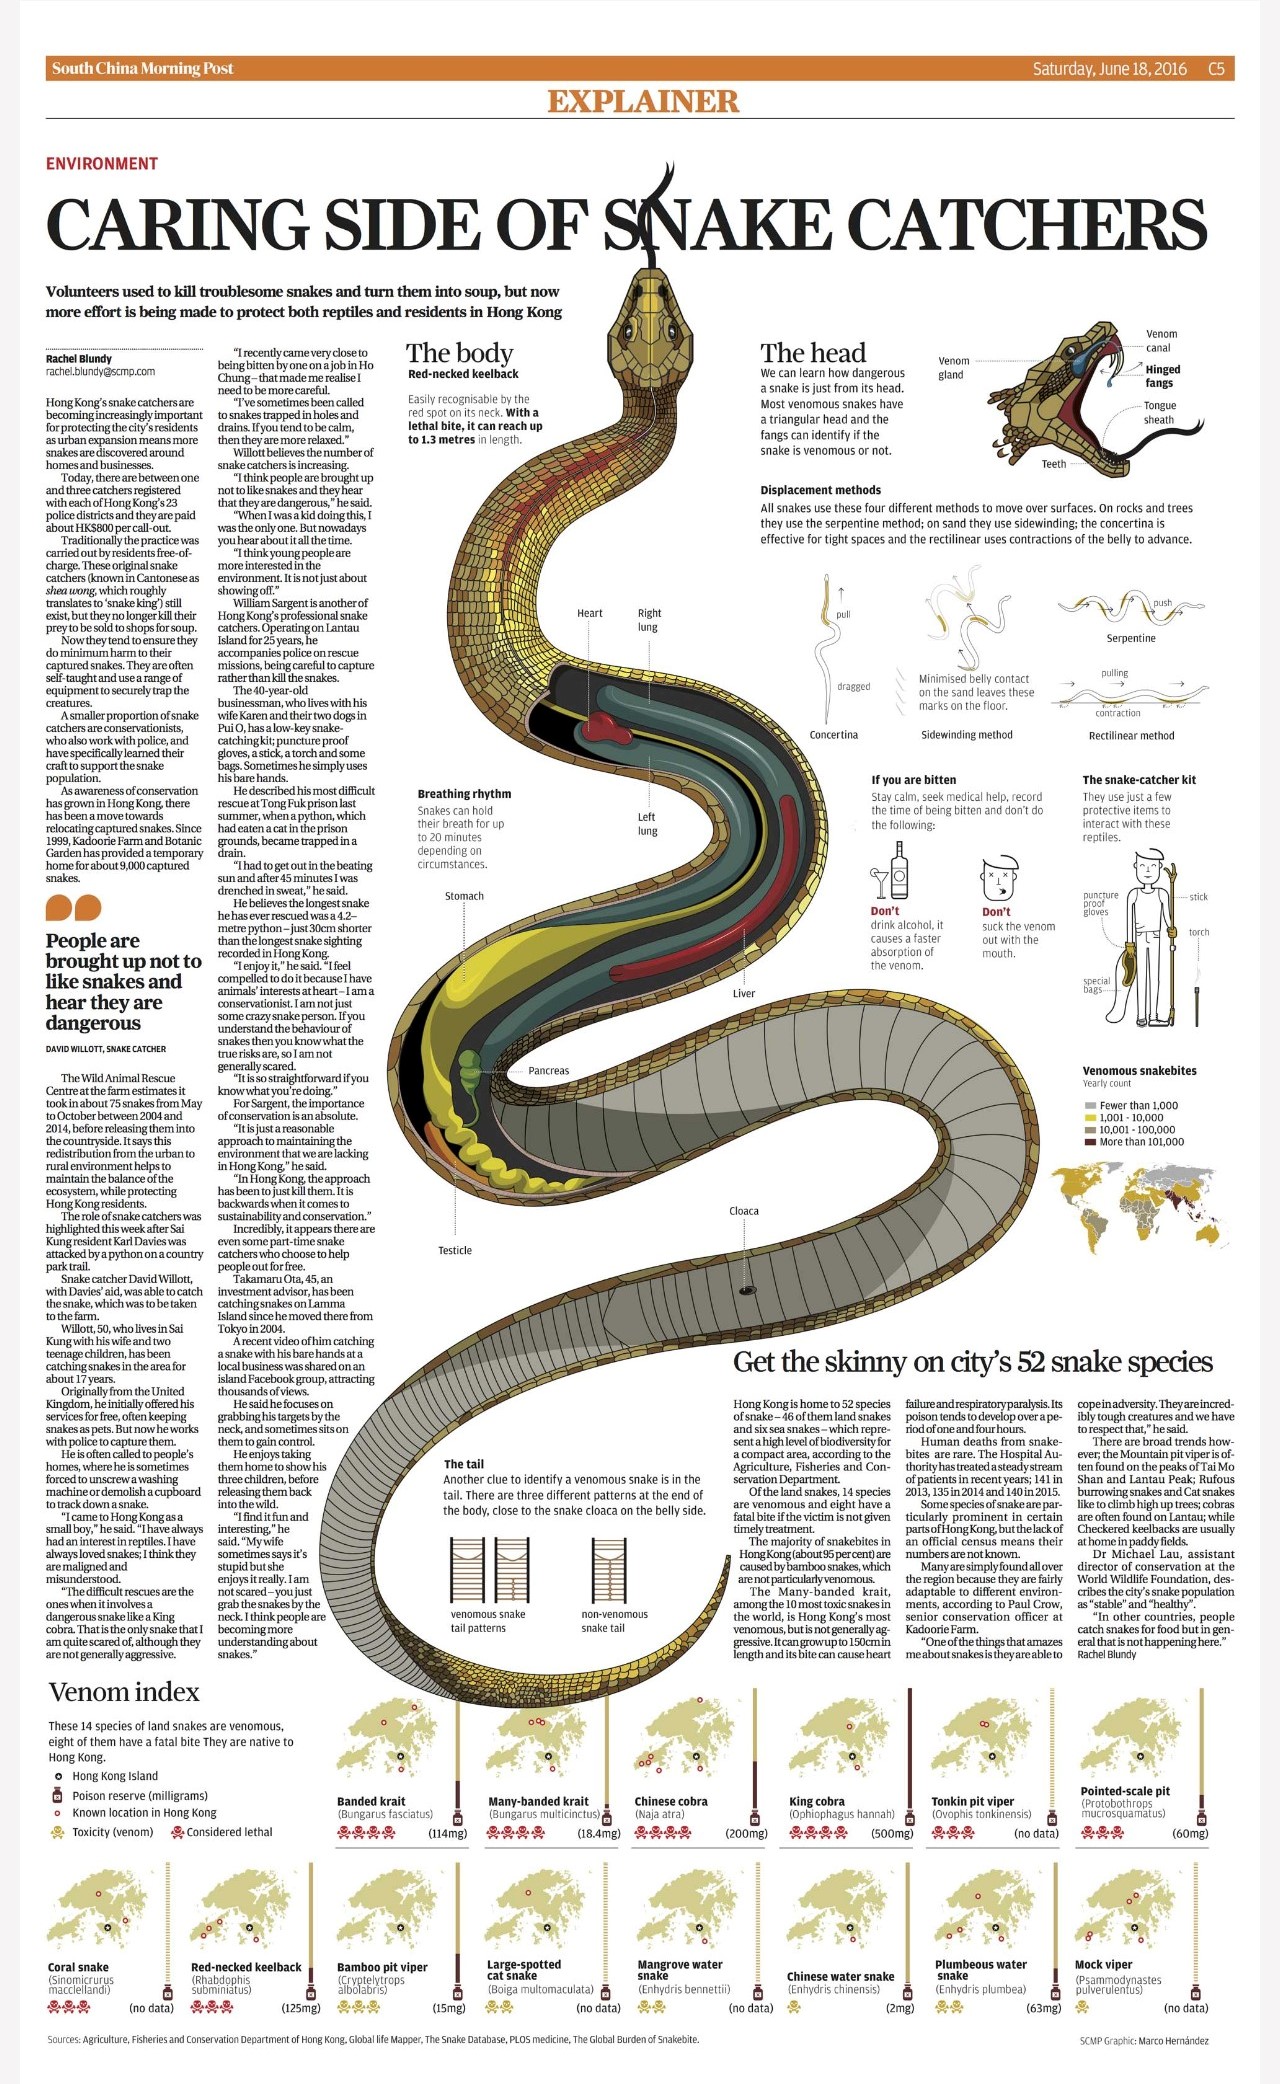 South China Morning Post
Saturday, June 18, 2016 C5
EXPLAINER
ENVIRONMENT
CARING SIDE OF SNAKE CATCHERS
Volunteers used to kill troublesome snakes and turn them into soup, but now
more effort is being made to protect both reptiles and residents in Hong Kong
Rachel Blundy
rachel.blundy@scmp.com
Hong Kong's snake catchers are
becoming increasingly important
for protecting the city's residents
as urban expansion means more
snakes are discovered around
homes and businesses.
Today, there are between one
and three catchers registered
with each of Hong Kong's 23
police districts and they are paid
about HK$800 per call-out.
Traditionally the practice was
carried out by residents free-of-
charge. These original snake
catchers (known in Cantonese as
shea wong, which roughly
translates to 'snake king') still
exist, but they no longer kill their
prey to be sold to shops for soup.
Now they tend to ensure they
do minimum harm to their
captured snakes. They are often
self-taught and use a range of
equipment to securely trap the
creatures.
A smaller proportion of snake
catchers are conservationists,
who also work with police, and
have specifically learned their
craft to support the snake
population.
As awareness of conservation
has grown in Hong Kong, there
has been a move towards
relocating captured snakes. Since
1999, Kadoorie Farm and Botanic
Garden has provided a temporary
home for about 9,000 captured
snakes.
People are
brought up not to
like snakes and
hear they are
dangerous
DAVID WILLOTT, SNAKE CATCHER
The Wild Animal Rescue
Centre at the farm estimates it
took in about 75 snakes from May
to October between 2004 and
2014, before releasing them into
the countryside. It says this
redistribution from the urban to
rural environment helps to
maintain the balance of the
ecosystem, while protecting
Hong Kong residents.
The role of snake catchers was
highlighted this week after Sai
Kung resident Karl Davies was
attacked by a python on a country
park trail.
Snake catcher David Willott,
with Davies' aid, was able to catch
the snake, which was to be taken
to the farm.
Willott, 50, who lives in Sai
Kung with his wife and two
teenage children, has been
catching snakes in the area for
about 17 years.
Originally from the United
Kingdom, he initially offered his
services for free, often keeping
snakes as pets. But now he works
with police to capture them.
He is often called to people's
homes, where he is sometimes
forced to unscrew a washing
machine or demolish a cupboard
to track down a snake.
"I came to Hong Kong as a
small boy," he said. "I have always
had an interest in reptiles. I have
always loved snakes; I think they
are maligned and
misunderstood.
"The difficult rescues are the
ones when it involves a
dangerous snake like a King
cobra. That is the only snake that I
am quite scared of, although they
are not generally aggressive.
"I recently came very close to
being bitten by one on a job in Ho
Chung – that made me realise I
need to be more careful.
"I've sometimes been called
to snakes trapped in holes and
drains. If you tend to be calm,
then they are more relaxed."
Willott believes the number of
snake catchers is increasing.
"I think people are brought up
not to like snakes and they hear
that they are dangerous," he said.
"When I was a kid doing this, I
was the only one. But nowadays
you hear about it all the time.
"I think young people are
more interested in the
environment. It is not just about
showing off."
William Sargent is another of
Hong Kong's professional snake
catchers. Operating on Lantau
Island for 25 years, he
accompanies police on rescue
missions, being careful to capture
rather than kill the snakes.
The 40-year-old
businessman, who lives with his
wife Karen and their two dogs in
Pui O, has a low-key snake-
catching kit; puncture proof
gloves, a stick, a torch and some
bags. Sometimes he simply uses
his bare hands.
He described his most difficult
rescue at Tong Fuk prison last
summer, when a python, which
had eaten a cat in the prison
grounds, became trapped in a
drain.
"I had to get out in the beating
sun and after 45 minutes I was
drenched in sweat," he said.
He believes the longest snake
he has ever rescued was a 4.2-
metre python – just 30cm shorter
than the longest snake sighting
recorded in Hong Kong.
"I enjoy it," he said. "I feel
compelled to do it because I have
animals' interests at heart – I am a
conservationist. I am not just
some crazy snake person. If you
understand the behaviour of
snakes then you know what the
true risks are, so I am not
generally scared.
"It is so straightforward if you
know what you're doing."
For Sargent, the importance
of conservation is an absolute.
"It is just a reasonable
approach to maintaining the
environment that we are lacking
in Hong Kong," he said.
"In Hong Kong, the approach
has been to just kill them. It is
backwards when it comes to
sustainability and conservation."
Incredibly, it appears there are
even some part-time snake
catchers who choose to help
people out for free.
Takamaru Ota, 45, an
investment advisor, has been
catching snakes on Lamma
Island since he moved there from
Tokyo in 2004.
A recent video of him catching
a snake with his bare hands at a
local business was shared on an
island Facebook group, attracting
thousands of views.
He said he focuses on
grabbing his targets by the
neck, and sometimes sits on
them to gain control.
He enjoys taking
them home to show his
three children, before
releasing them back
into the wild.
"I find it fun and
interesting," he
said. "My wife
sometimes says it's
stupid but she
enjoys it really. I am
not scared – you just
grab the snakes by the
neck. I think people are
becoming more
understanding about
snakes."
The body
Red-necked keelback
Easily recognisable by the
red spot on its neck. With a
lethal bite, it can reach up
to 1.3 metres in length.
Heart
Right
lung
Left
lung
Breathing rhythm
Snakes can hold
their breath for up
to 20 minutes
depending on
circumstances.
Stomach
Liver
Pancreas
Testicle
Cloaca
The head
We can learn how dangerous
a snake is just from its head.
Most venomous snakes have
a triangular head and the
fangs can identify if the
snake is venomous or not.
Venom
gland
Venom
canal
Hinged
fangs
Tongue
sheath
Teeth
Displacement methods
All snakes use these four different methods to move over surfaces. On rocks and trees
they use the serpentine method; on sand they use sidewinding; the concertina is
effective for tight spaces and the rectilinear uses contractions of the belly to advance.
pull
dragged
Concertina
Minimised belly contact
on the sand leaves these
marks on the floor.
Sidewinding method
push
Serpentine
pulling
contraction
Rectilinear method
If you are bitten
Stay calm, seek medical help, record
the time of being bitten and don't do
the following:
Don't
drink alcohol, it
causes a faster
absorption of
the venom.
Don't
suck the venom
out with the
mouth.
The snake-catcher kit
They use just a few
protective items to
interact with these
reptiles.
puncture
proof
gloves
stick
torch
special
bags
Venomous snakebites
Yearly count
Fewer than 1,000
1,001 - 10,000
10,001 - 100,000
More than 101,000
The tail
Another clue to identify a venomous snake is in the
tail. There are three different patterns at the end of
the body, close to the snake cloaca on the belly side.
venomous snake
tail patterns
non-venomous
snake tail
Get the skinny on city's 52 snake species
Hong Kong is home to 52 species
of snake – 46 of them land snakes
and six sea snakes – which repre-
sent a high level of biodiversity for
a compact area, according to the
Agriculture, Fisheries and Con-
servation Department.
Of the land snakes, 14 species
are venomous and eight have a
fatal bite if the victim is not given
timely treatment.
The majority of snakebites in
Hong Kong (about 95 per cent) are
caused by bamboo snakes, which
are not particularly venomous.
The Many-banded krait,
among the 10 most toxic snakes in
the world, is Hong Kong's most
venomous, but is not generally ag-
gressive. It can grow up to 150cm in
length and its bite can cause heart
failure and respiratory paralysis. Its
poison tends to develop over a pe-
riod of one and four hours.
Human deaths from snake-
bites are rare. The Hospital Au-
thority has treated a steady stream
of patients in recent years; 141 in
2013, 135 in 2014 and 140 in 2015.
Some species of snake are par-
ticularly prominent in certain
parts of Hong Kong, but the lack of
an official census means their
numbers are not known.
Many are simply found all over
the region because they are fairly
adaptable to different environ-
ments, according to Paul Crow,
senior conservation officer at
Kadoorie Farm.
"One of the things that amazes
me about snakes is they are able to
cope in adversity. They are incred-
ibly tough creatures and we have
to respect that," he said.
There are broad trends how-
ever; the Mountain pit viper is of-
ten found on the peaks of Tai Mo
Shan and Lantau Peak; Rufous
burrowing snakes and Cat snakes
like to climb high up trees; cobras
are often found on Lantau; while
Checkered keelbacks are usually
at home in paddy fields.
Dr Michael Lau, assistant
director of conservation at the
World Wildlife Foundation, des-
cribes the city's snake population
as "stable" and "healthy".
"In other countries, people
catch snakes for food but in gen-
eral that is not happening here."
Rachel Blundy
Venom index
These 14 species of land snakes are venomous,
eight of them have a fatal bite They are native to
Hong Kong.
Hong Kong Island
Poison reserve (milligrams)
Known location in Hong Kong
Toxicity (venom)
Considered lethal
Banded krait
(Bungarus fasciatus)
(114mg)
Many-banded krait
(Bungarus multicinctus)
(18.4mg)
Chinese cobra
(Naja atra)
(200mg)
King cobra
(Ophiophagus hannah)
(500mg)
Tonkin pit viper
(Ovophis tonkinensis)
(no data)
Pointed-scale pit
(Protobothrops
mucrosquamatus)
(60mg)
Coral snake
(Sinomicrurus
macclellandi)
(no data)
Red-necked keelback
(Rhabdophis
subminiatus)
(125mg)
Bamboo pit viper
(Cryptelytrops
albolabris)
(15mg)
Large-spotted
cat snake
(Boiga multomaculata)
(no data)
Mangrove water
snake
(Enhydris bennettii)
(no data)
Chinese water snake
(Enhydris chinensis)
(2mg)
Plumbeous water
snake
(Enhydris plumbea)
(63mg)
Mock viper
(Psammodynastes
pulverulentus)
(no data)
Sources: Agriculture, Fisheries and Conservation Department of Hong Kong, Global life Mapper, The Snake Database, PLOS medicine, The Global Burden of Snakebite.
SCMP Graphic: Marco Hernández